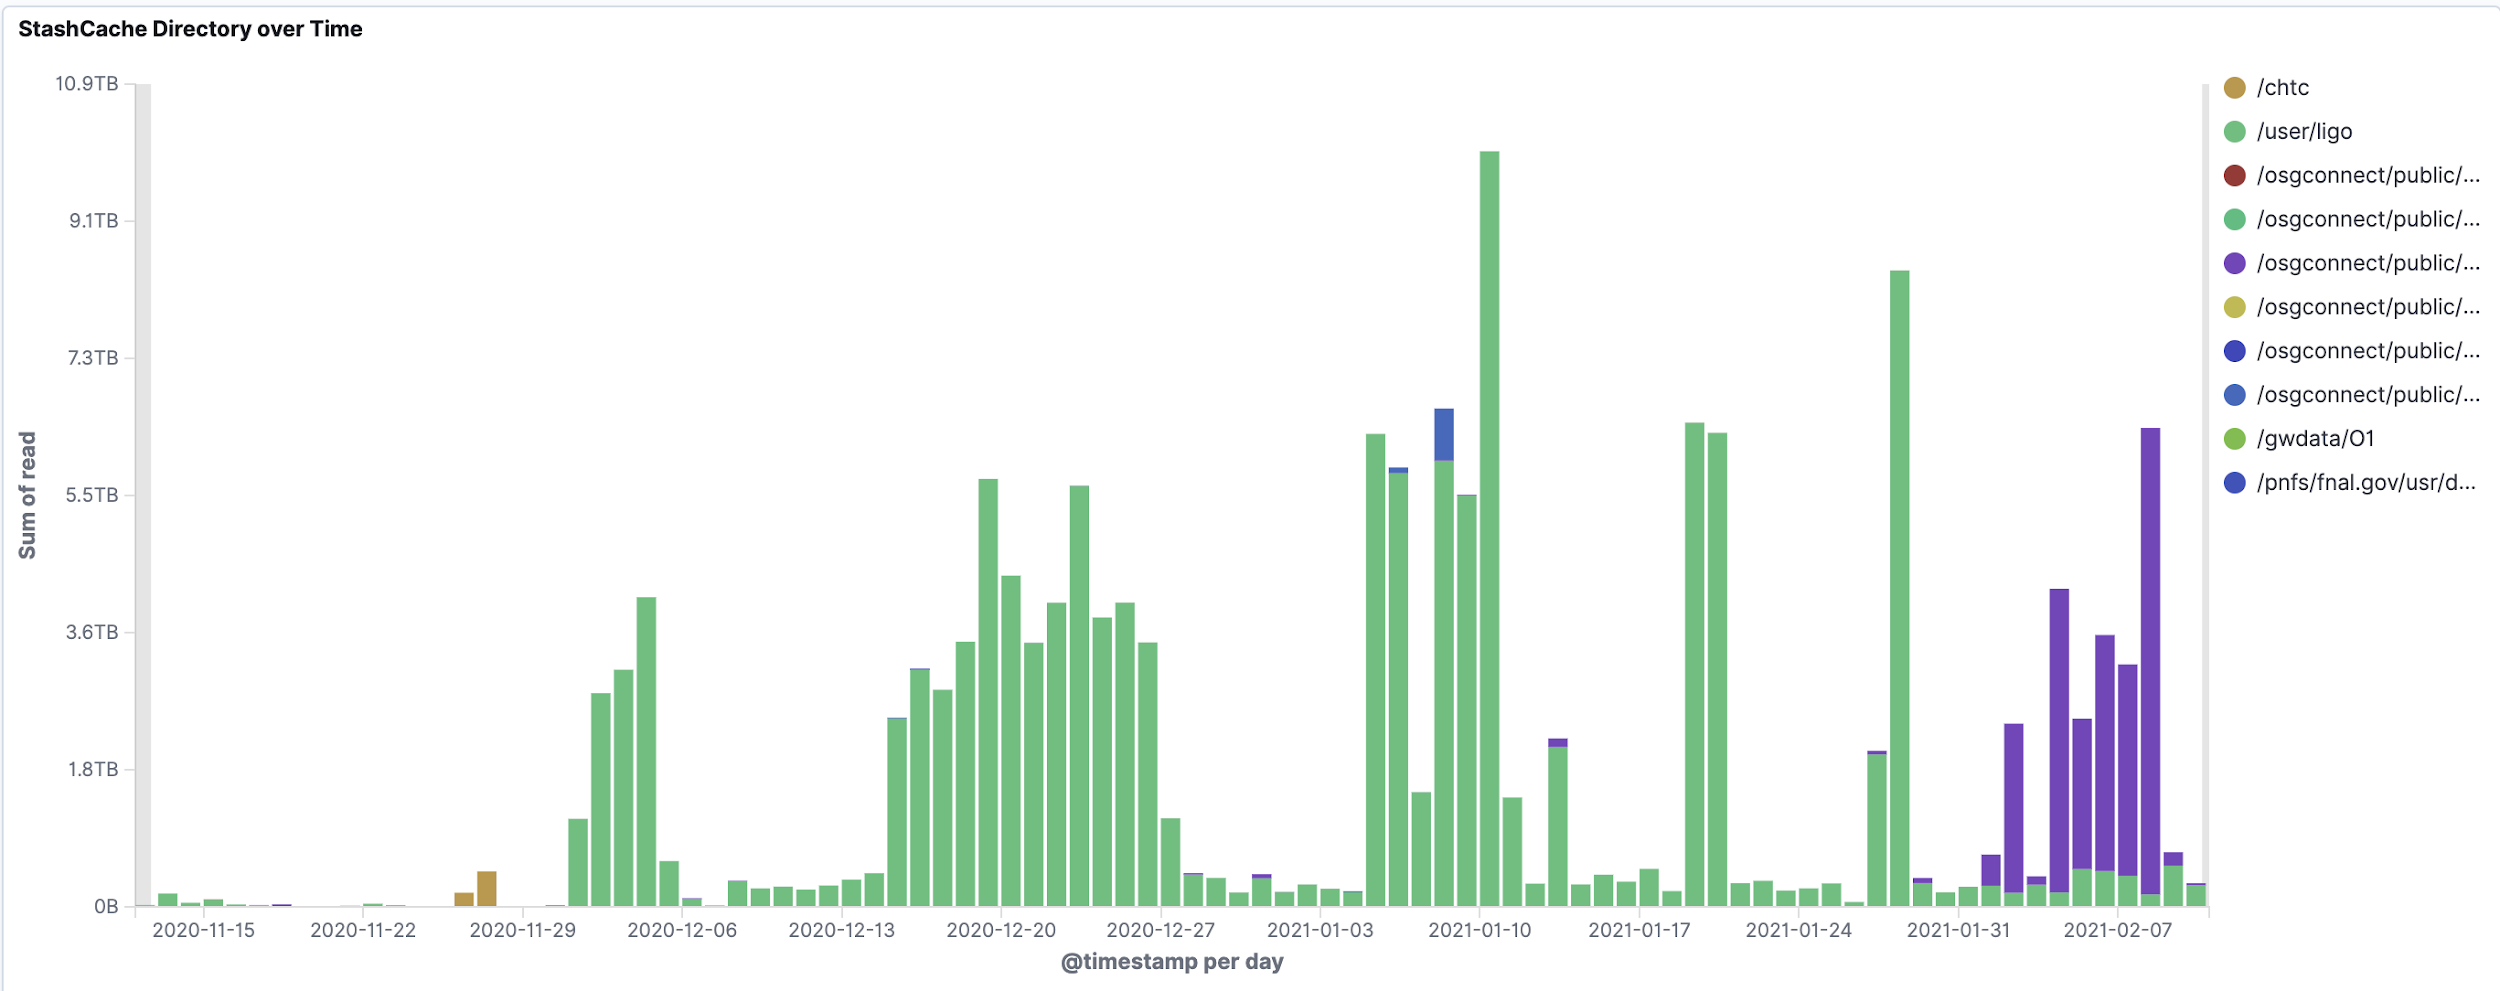 StashCache Directory over Time
10.9TB
9.1TB
7.3TB
5.5TB
3.6TB
1.8TB
0B
Sum of read
2020-11-15
2020-11-22
2020-11-29
2020-12-06
2020-12-13
2020-12-20
2020-12-27
2021-01-03
2021-01-10
2021-01-17
2021-01-24
2021-01-31
2021-02-07
@timestamp per day
/chtc
/user/ligo
/osgconnect/public/...
/osgconnect/public/...
/osgconnect/public/...
/osgconnect/public/...
/osgconnect/public/...
/osgconnect/public/...
/gwdata/O1
/pnfs/fnal.gov/usr/d...